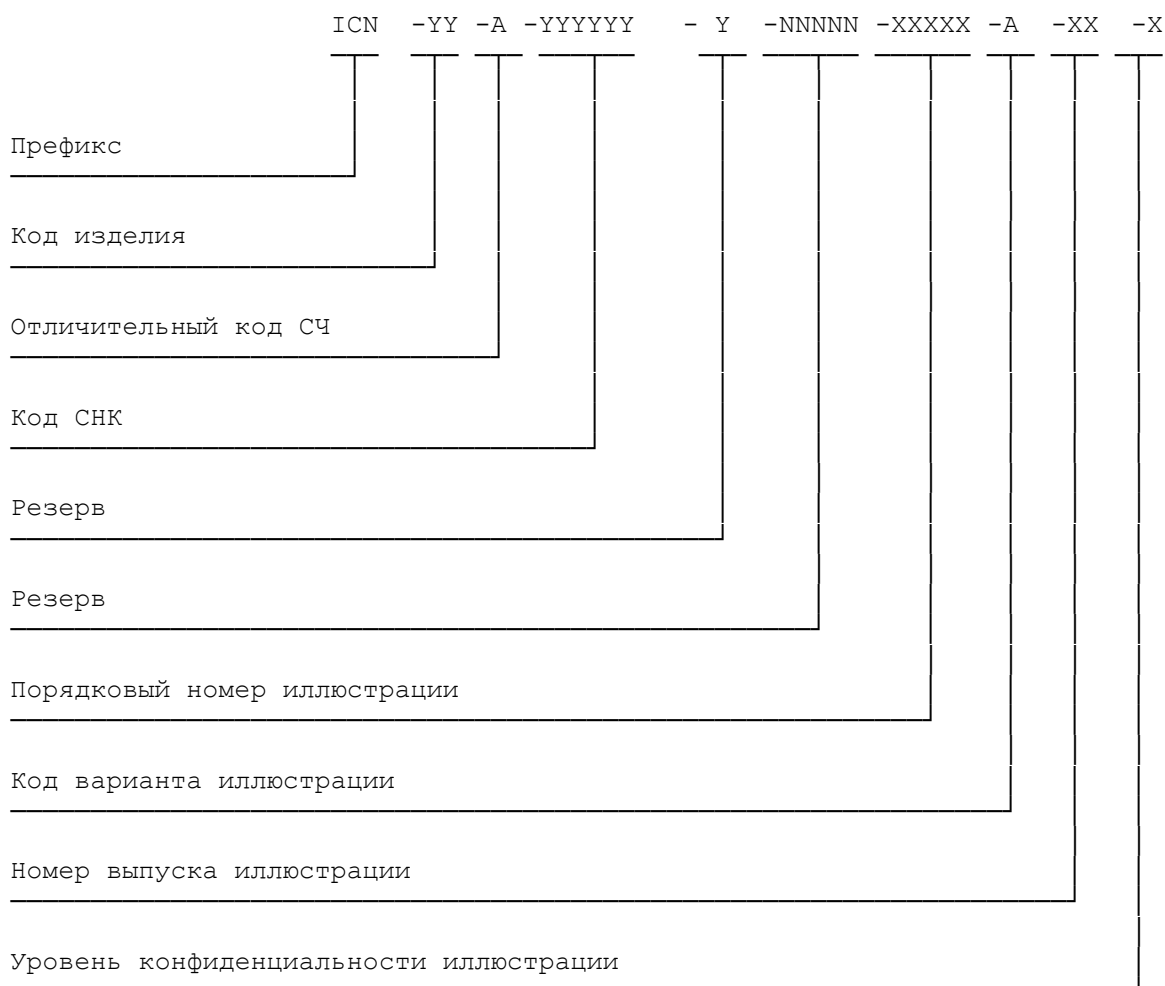 ICN -YY -A -YYYYYY - Y -NNNNN -XXXXX -A -XX -X
Префикс
Код изделия
Отличительный код СЧ
Код СНК
Резерв
Резерв
Порядковый номер иллюстрации
Код варианта иллюстрации
Номер выпуска иллюстрации
Уровень конфиденциальности иллюстрации